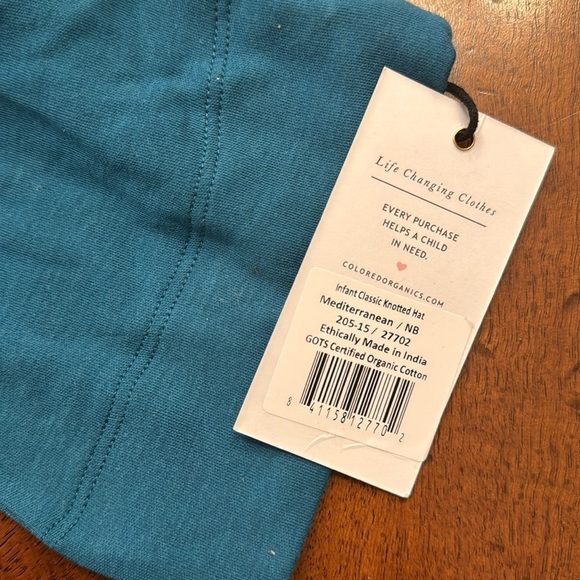 Life Changing Clothes
EVERY PURCHASE
HELPS A CHILD
IN NEED.
COLOREDORGANICS.COM
Infant Classic Knotted Hat
Mediterranean / NB
205-15 / 27702
Ethically Made in India
GOTS Certified Organic Cotton
8 41158 12770 2